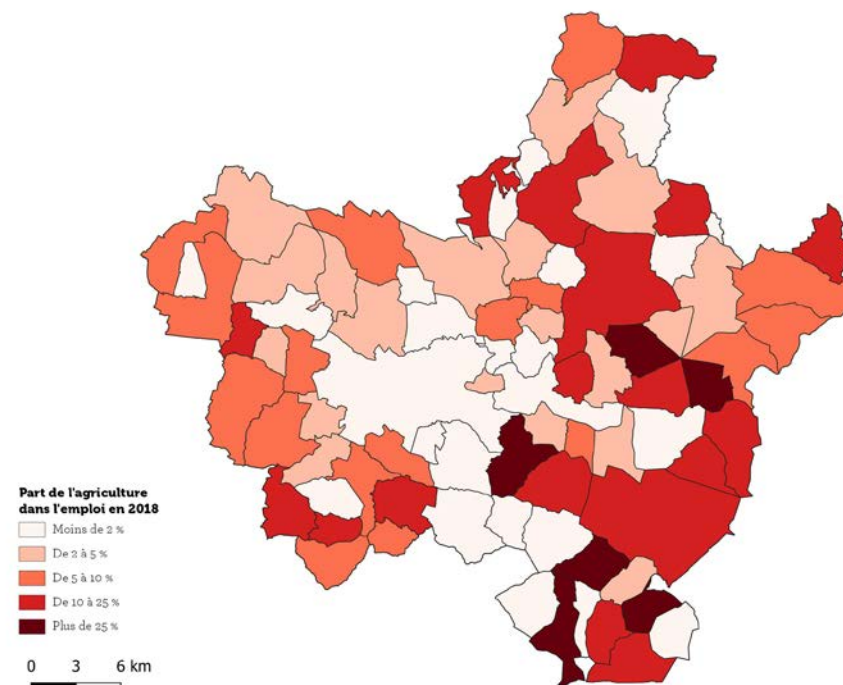 Part de l'agriculture
dans l'emploi en 2018
Moins de 2 %
De 2 à 5 %
De 5 à 10 %
De 10 à 25 %
Plus de 25 %
0 3 6 km